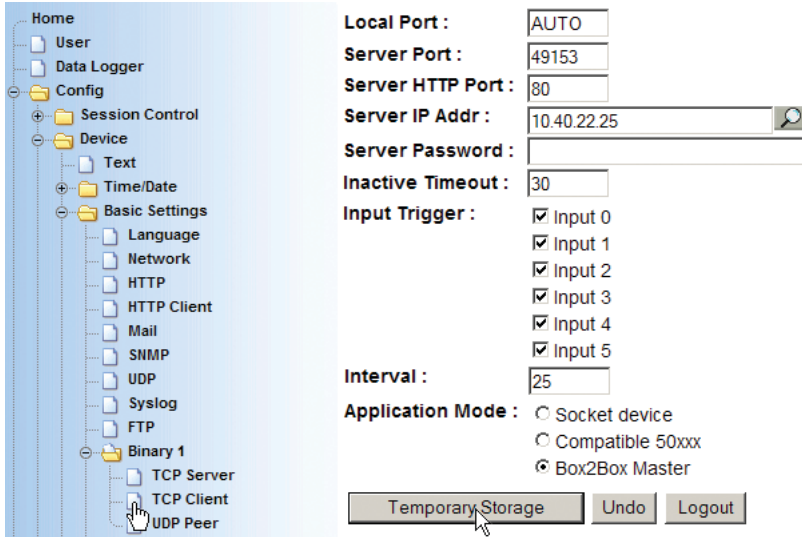 Home
User
Data Logger
Config
Session Control
Device
Text
Time/Date
Basic Settings
Language
Network
HTTP
HTTP Client
Mail
SNMP
UDP
Syslog
FTP
Binary 1
TCP Server
TCP Client
UDP Peer
Local Port : AUTO
Server Port : 49153
Server HTTP Port : 80
Server IP Addr : 10.40.22.25
Server Password :
Inactive Timeout : 30
Input Trigger : Input 0
Input 1
Input 2
Input 3
Input 4
Input 5
Interval : 25
Application Mode : Socket device
Compatible 50xxx
Box2Box Master
Temporary Storage Undo Logout